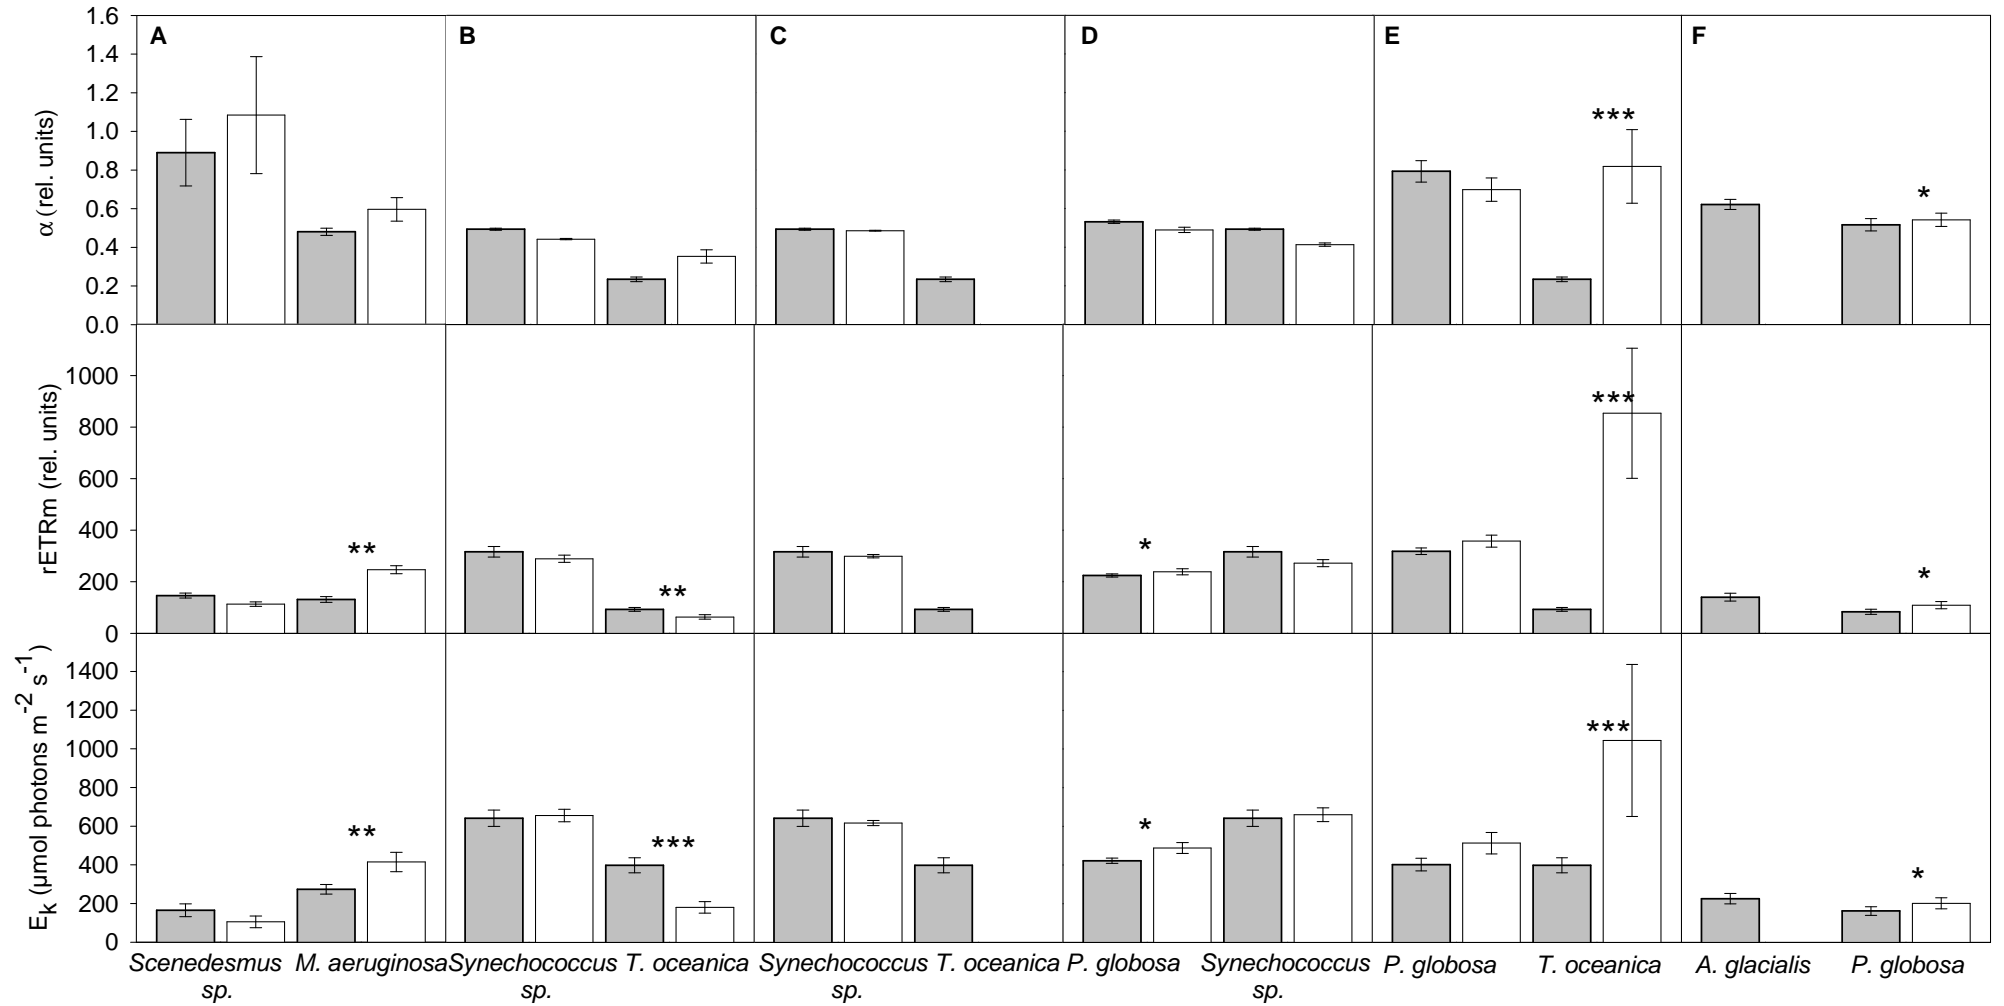 A B C D E F
1.6
1.4
1.2
1.0
0.8
0.6
0.4
0.2
0.0
α (rel. units)
***
*
1000
800
600
400
200
0
rETRm (rel. units)
***
**
**
*
*
1400
1200
1000
800
600
400
200
0
Ek (µmol photons m-2 s-1)
***
**
***
*
*
Scenedesmus sp.
M. aeruginosa
Synechococcus sp.
T. oceanica
Synechococcus sp.
T. oceanica
P. globosa
Synechococcus sp.
P. globosa
T. oceanica
A. glacialis
P. globosa